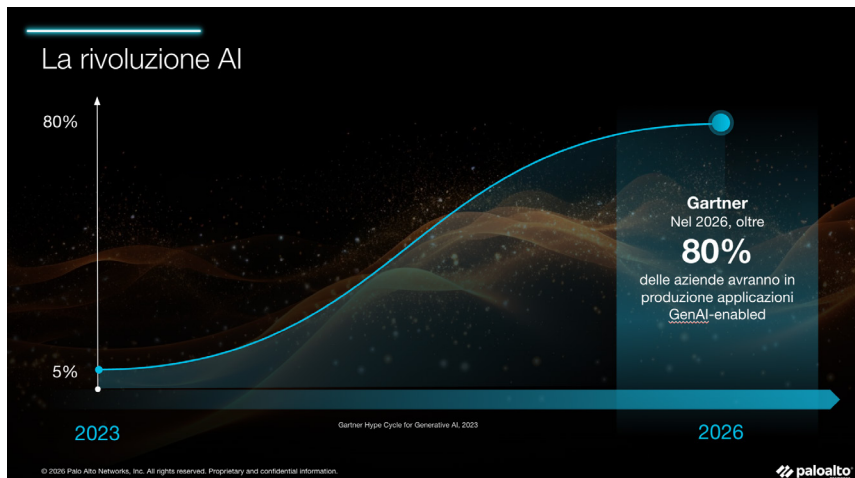 La rivoluzione AI
80%
Gartner
Nel 2026, oltre
80%
delle aziende avranno in
produzione applicazioni
GenAI-enabled
5%
2023
Gartner Hype Cycle for Generative AI, 2023
2026
© 2026 Palo Alto Networks, Inc. All rights reserved. Proprietary and confidential information.
paloalto